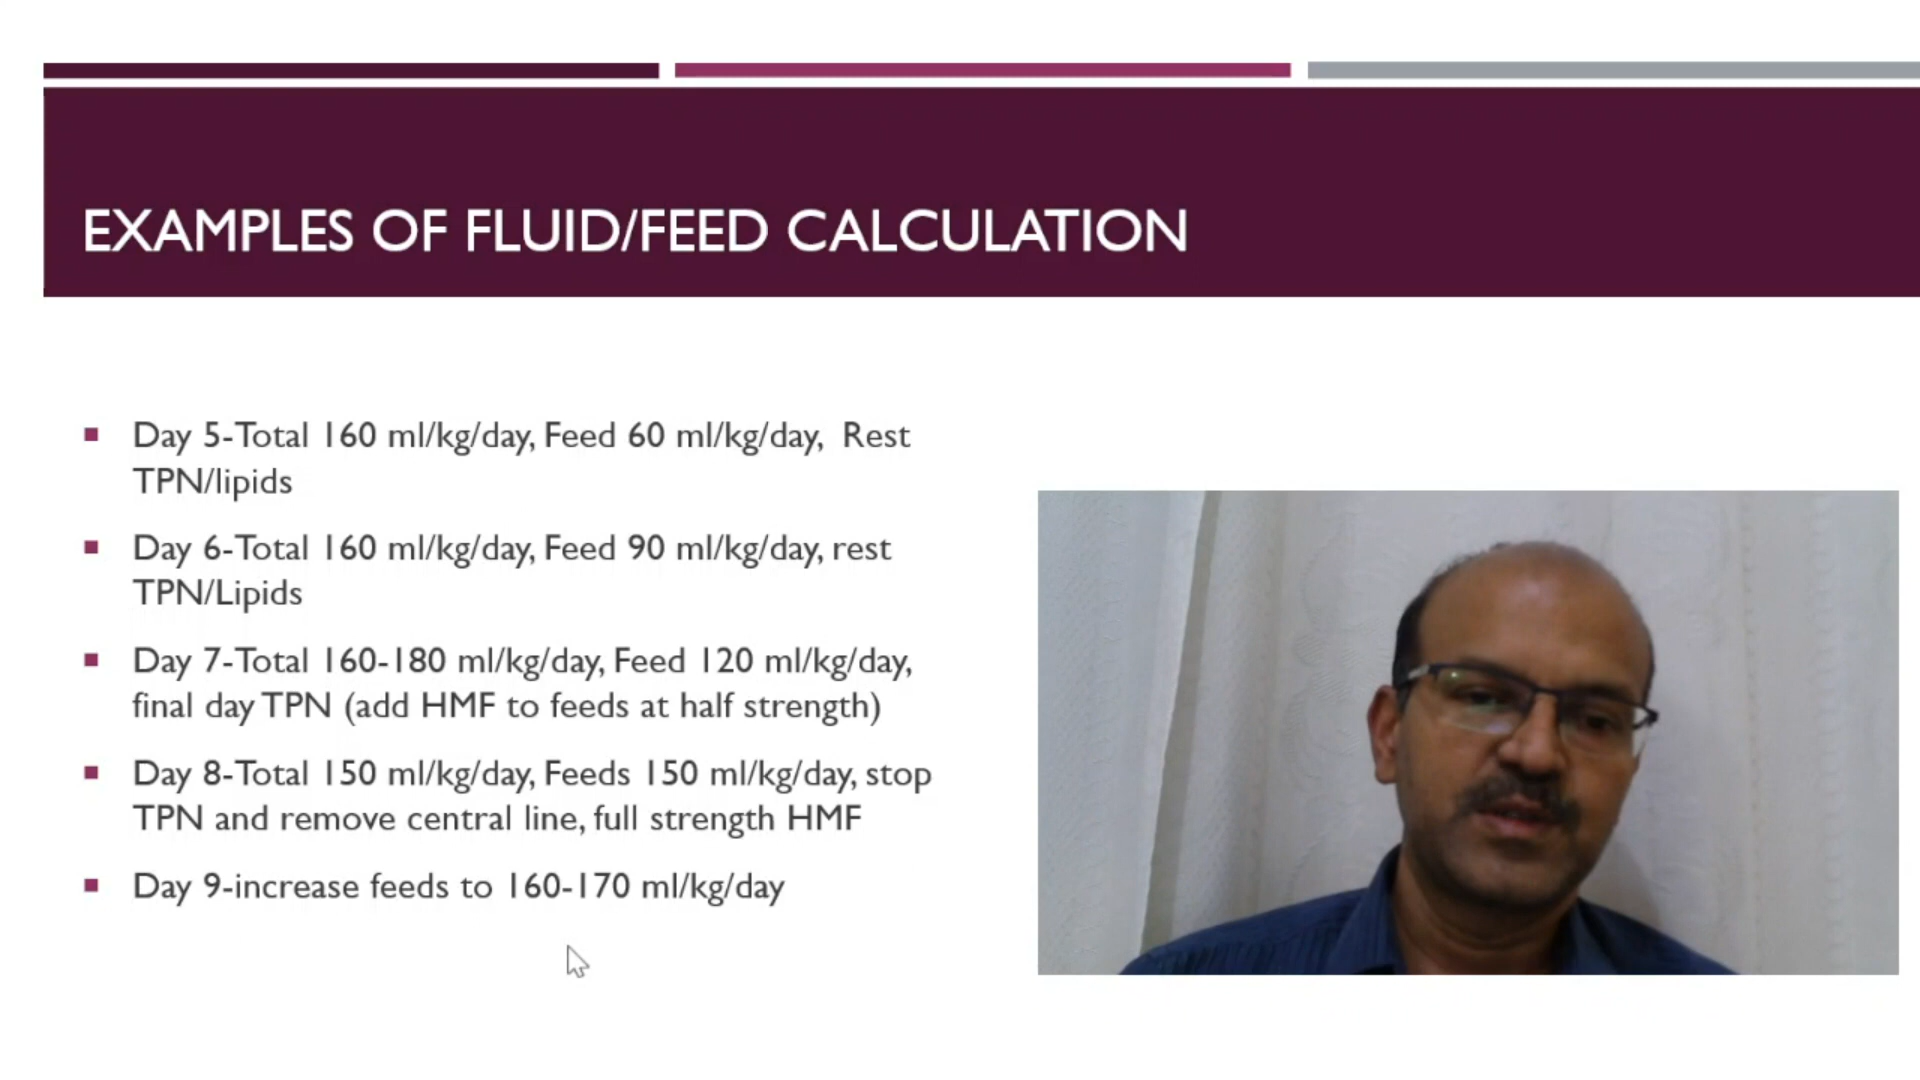 EXAMPLES OF FLUID/FEED CALCULATION
Day 5-Total 160 ml/kg/day, Feed 60 ml/kg/day, Rest
TPN/lipids
Day 6-Total 160 ml/kg/day, Feed 90 ml/kg/day, rest
TPN/Lipids
Day 7-Total 160-180 ml/kg/day, Feed 120 ml/kg/day,
final day TPN (add HMF to feeds at half strength)
Day 8-Total 150 ml/kg/day, Feeds 150 ml/kg/day, stop
TPN and remove central line, full strength HMF
Day 9-increase feeds to 160-170 ml/kg/day